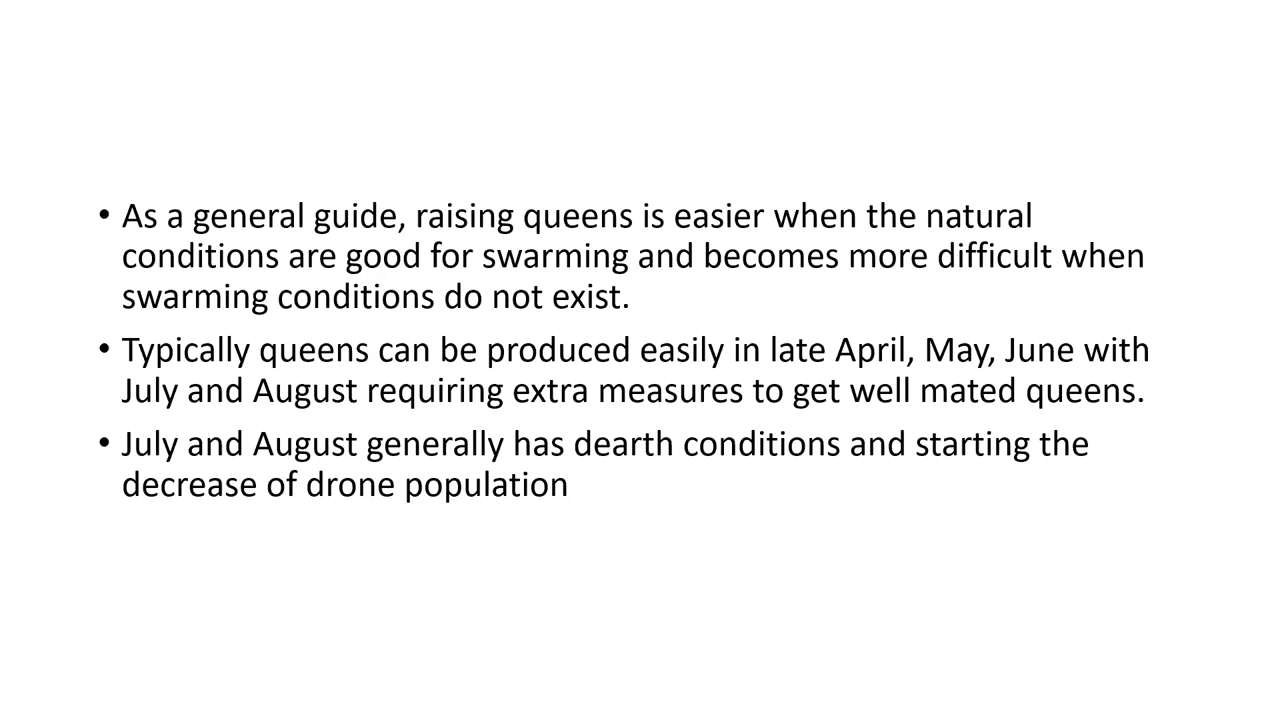 • As a general guide, raising queens is easier when the natural
conditions are good for swarming and becomes more difficult when
swarming conditions do not exist.
• Typically queens can be produced easily in late April, May, June with
July and August requiring extra measures to get well mated queens.
• July and August generally has dearth conditions and starting the
decrease of drone population